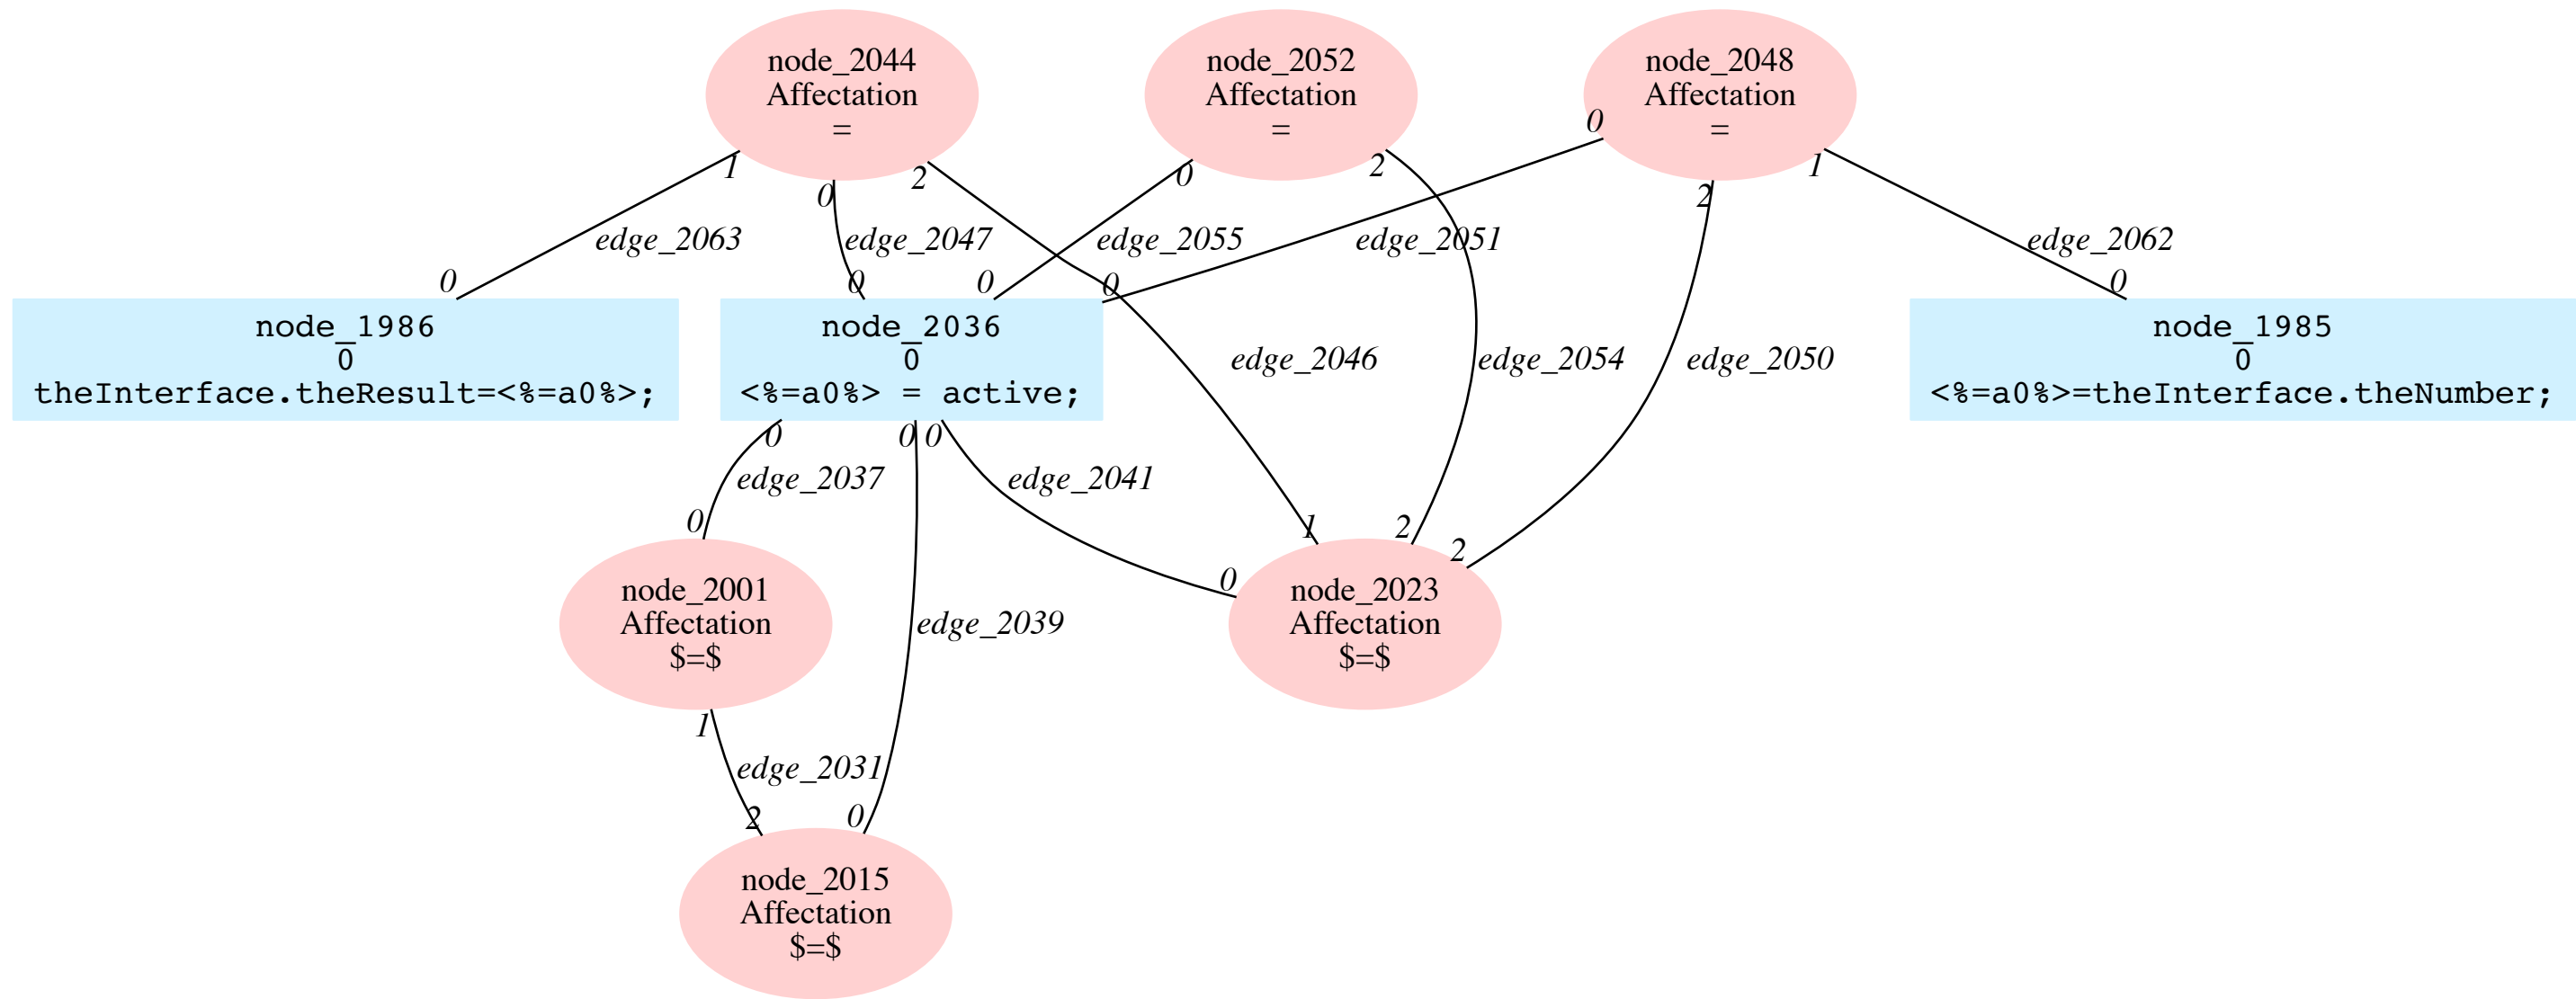 node_2044
Affectation
=
node_2052
Affectation
=
node_2048
Affectation
=
0
1
2
0
0
2
2
1
edge_2063
edge_2047
edge_2055
edge_2051
edge_2062
0
0
0
0
0
node_1986
0
theInterface.theResult=<%=a0%>;
node_2036
0
<%=a0%> = active;
node_1985
0
<%=a0%>=theInterface.theNumber;
edge_2046
edge_2054
edge_2050
0
0
0
edge_2037
edge_2041
0
1
2
2
0
node_2001
Affectation
$=$
edge_2039
node_2023
Affectation
$=$
1
edge_2031
2
0
node_2015
Affectation
$=$